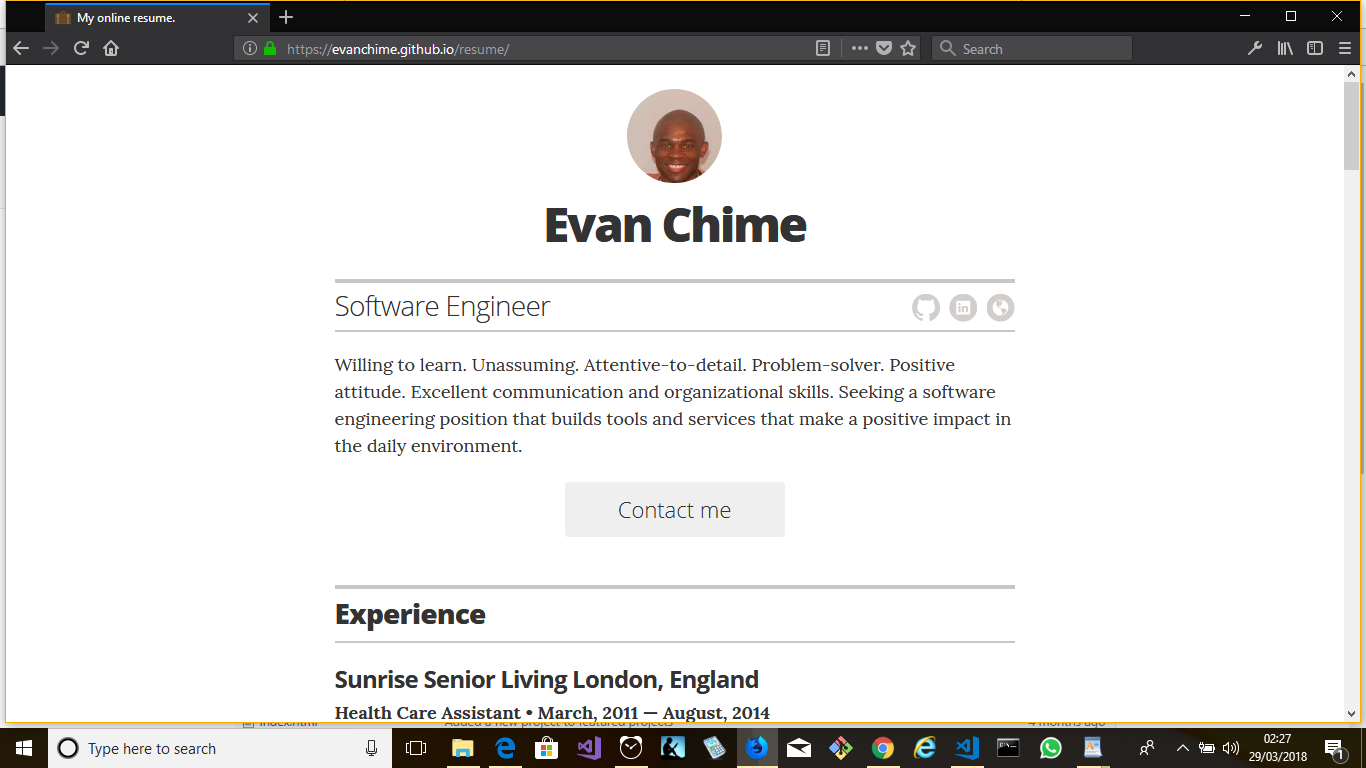 My online resume.
https://evanchime.github.io/resume/
Search
Evan Chime
Software Engineer
in
Willing to learn. Unassuming. Attentive-to-detail. Problem-solver. Positive
attitude. Excellent communication and organizational skills. Seeking a software
engineering position that builds tools and services that make a positive impact in
the daily environment.
Contact me
Experience
Sunrise Senior Living London, England
Health Care Assistant • March, 2011 — August, 2014
index.html Added a new project to featured projects 4 months ago
Type here to search
02:27
29/03/2018
1